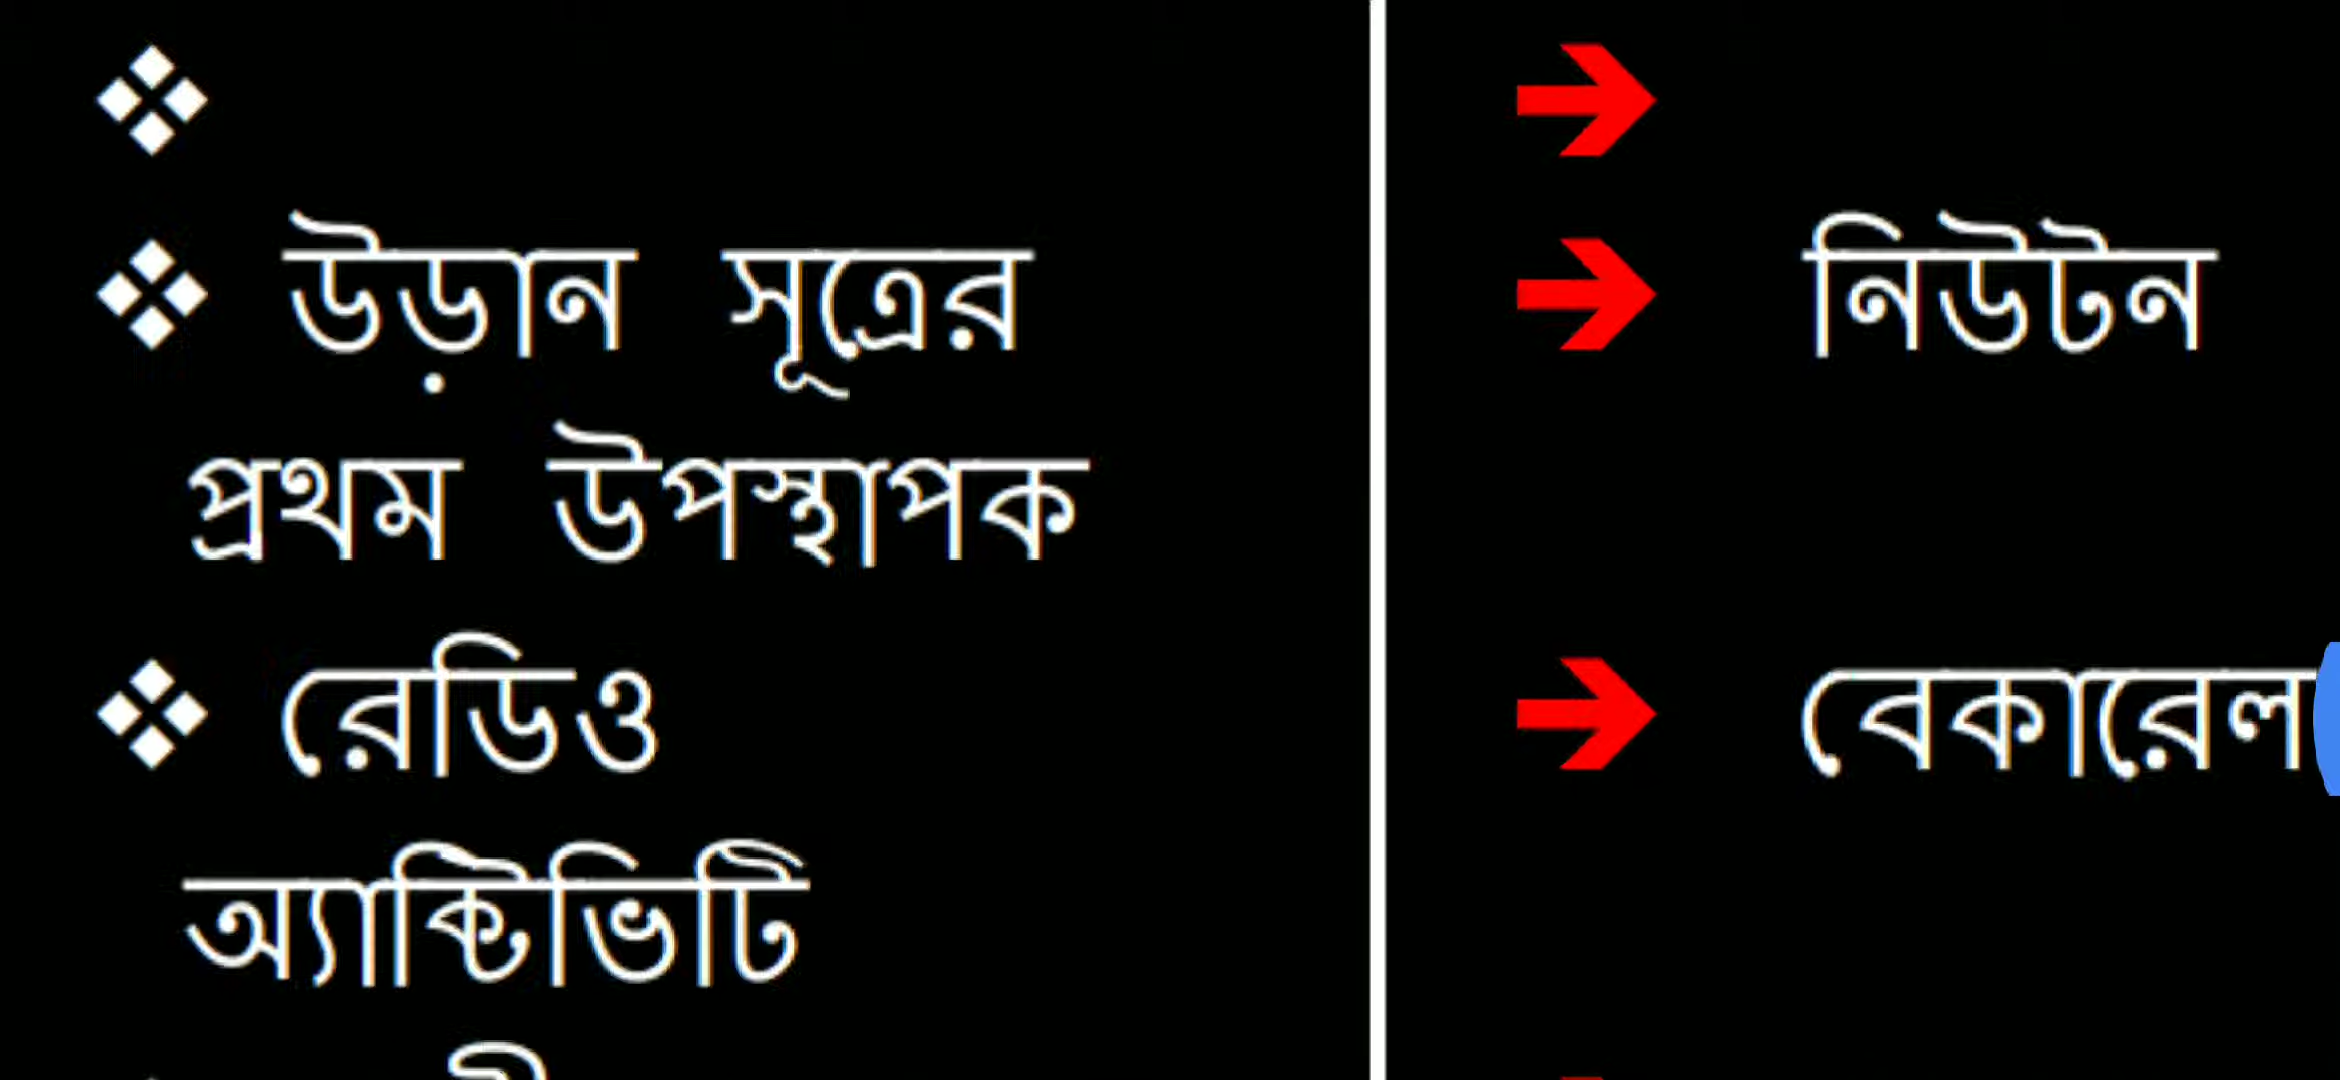 উড়ান সূত্রের
প্রথম উপস্থাপক
নিউটন
রেডিও
অ্যাক্টিভিটি
বেকারেল